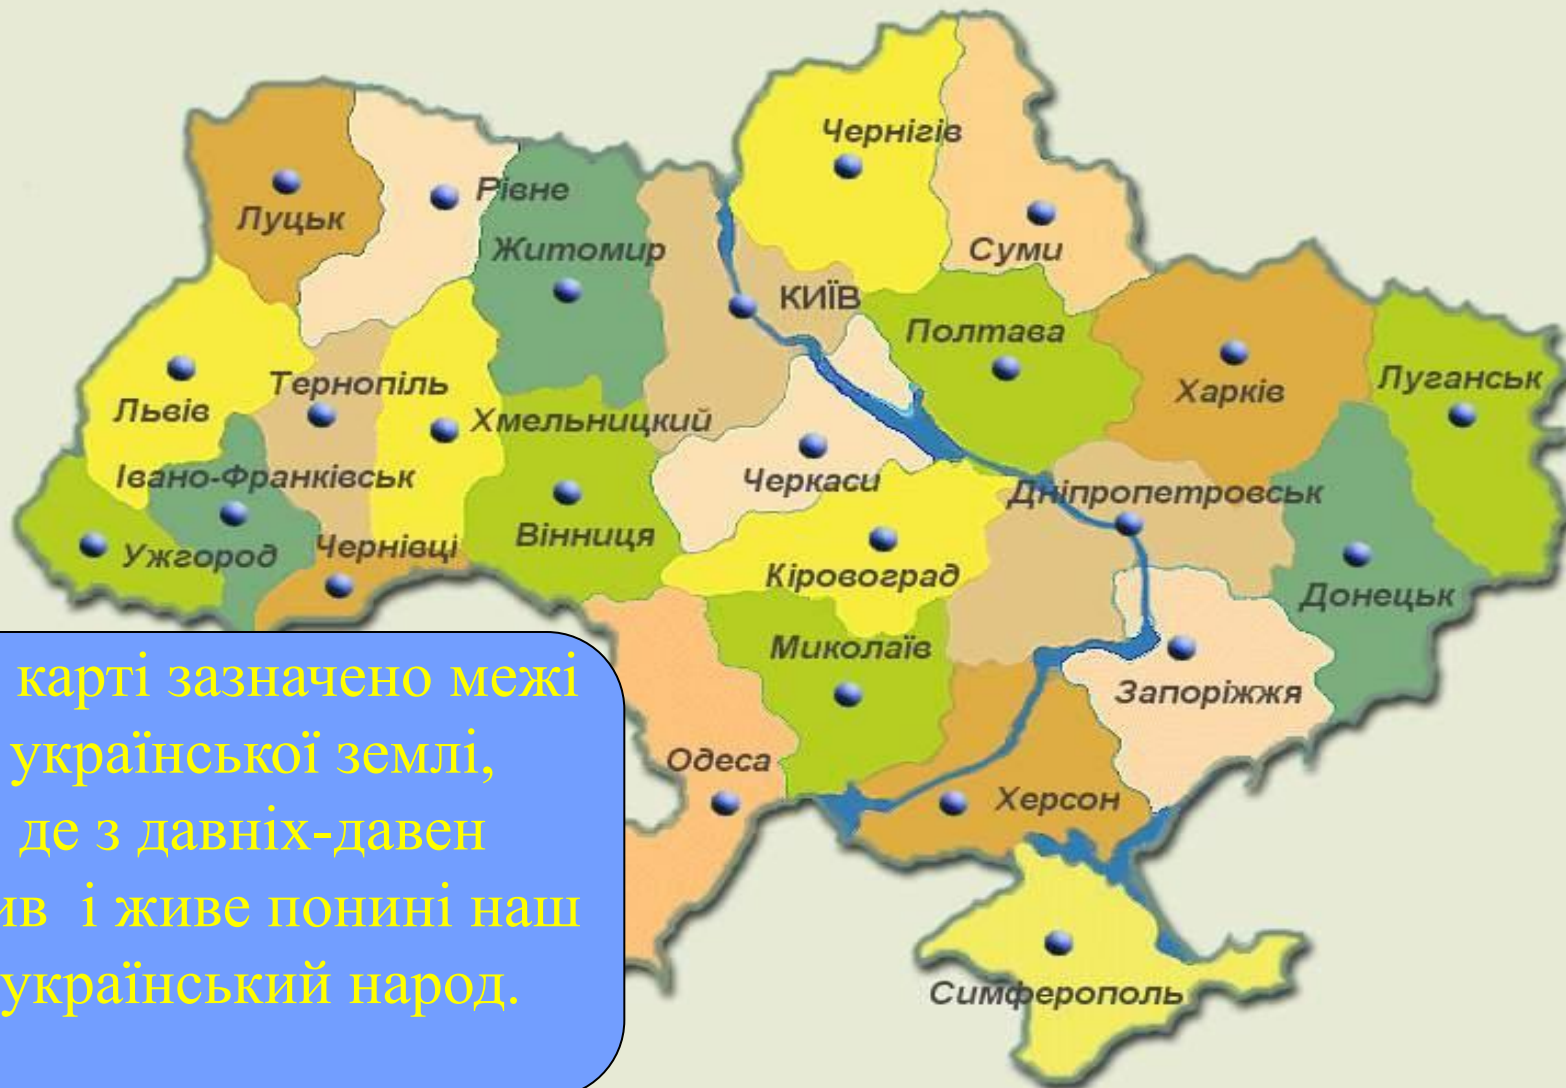 Чернігів
Рівне
Луцьк
Житомир
Суми
КИЇВ
Полтава
Тернопіль
Львів
Харків
Луганськ
Хмельницкий
Івано-Франківськ
Черкаси
Дніпропетровськ
Ужгород
Чернівці
Вінниця
Кіровоград
Донецьк
Миколаїв
Запоріжжя
Одеса
Херсон
Симферополь
карті зазначено межі
української землі,
де з давніх-давен
ив і живе понині наш
український народ.